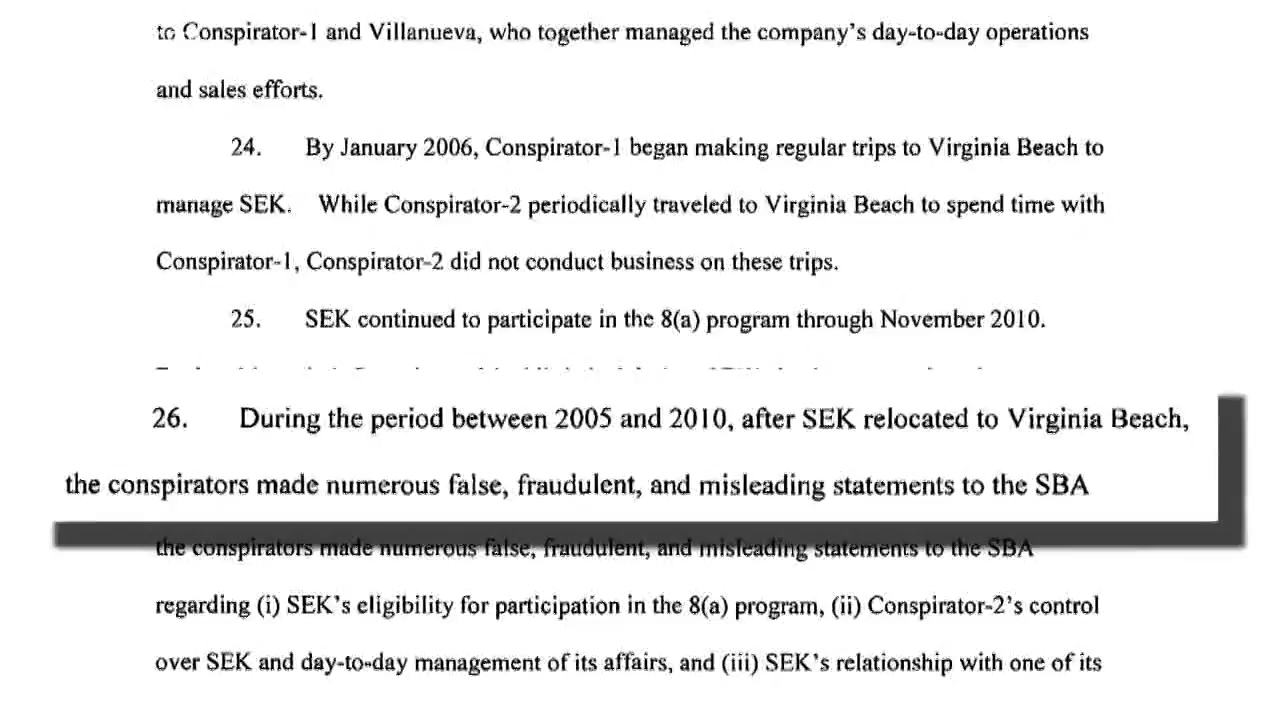 to Conspirator-1 and Villanueva, who together managed the company's day-to-day operations
and sales efforts.
24. By January 2006, Conspirator-1 began making regular trips to Virginia Beach to
manage SEK. While Conspirator-2 periodically traveled to Virginia Beach to spend time with
Conspirator-1, Conspirator-2 did not conduct business on these trips.
25. SEK continued to participate in the 8(a) program through November 2010.
26. During the period between 2005 and 2010, after SEK relocated to Virginia Beach,
the conspirators made numerous false, fraudulent, and misleading statements to the SBA
the conspirators made numerous false, fraudulent, and misleading statements to the SBA
regarding (i) SEK's eligibility for participation in the 8(a) program, (ii) Conspirator-2's control
over SEK and day-to-day management of its affairs, and (iii) SEK's relationship with one of its